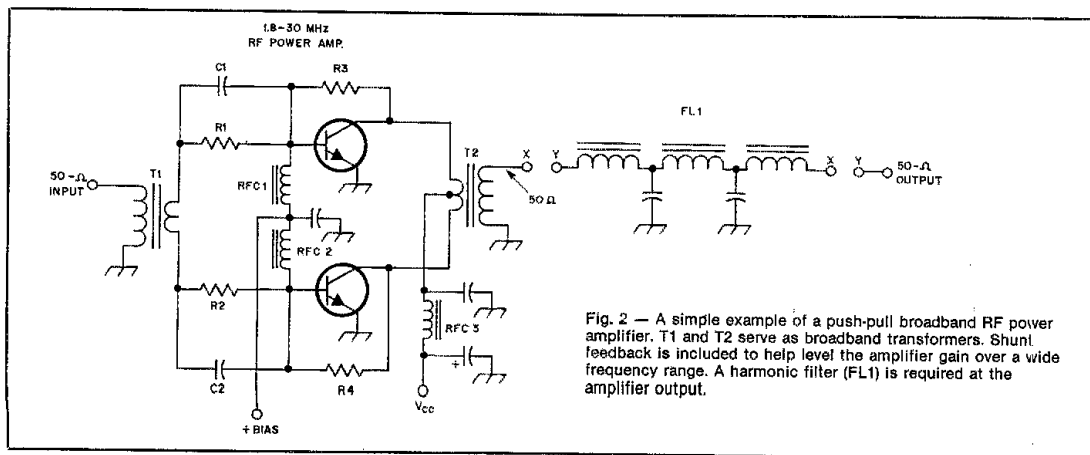 1.8-30 MHz
RF POWER AMP.
C1
R3
R1
FL1
T1
T2
X
Y
X
Y
50-Ω
INPUT
RFC 1
50Ω
50-Ω
OUTPUT
RFC 2
R2
RFC 3
C2
R4
+
VCC
+ BIAS
Fig. 2 — A simple example of a push-pull broadband RF power
amplifier. T1 and T2 serve as broadband transformers. Shunt
feedback is included to help level the amplifier gain over a wide
frequency range. A harmonic filter (FL1) is required at the
amplifier output.